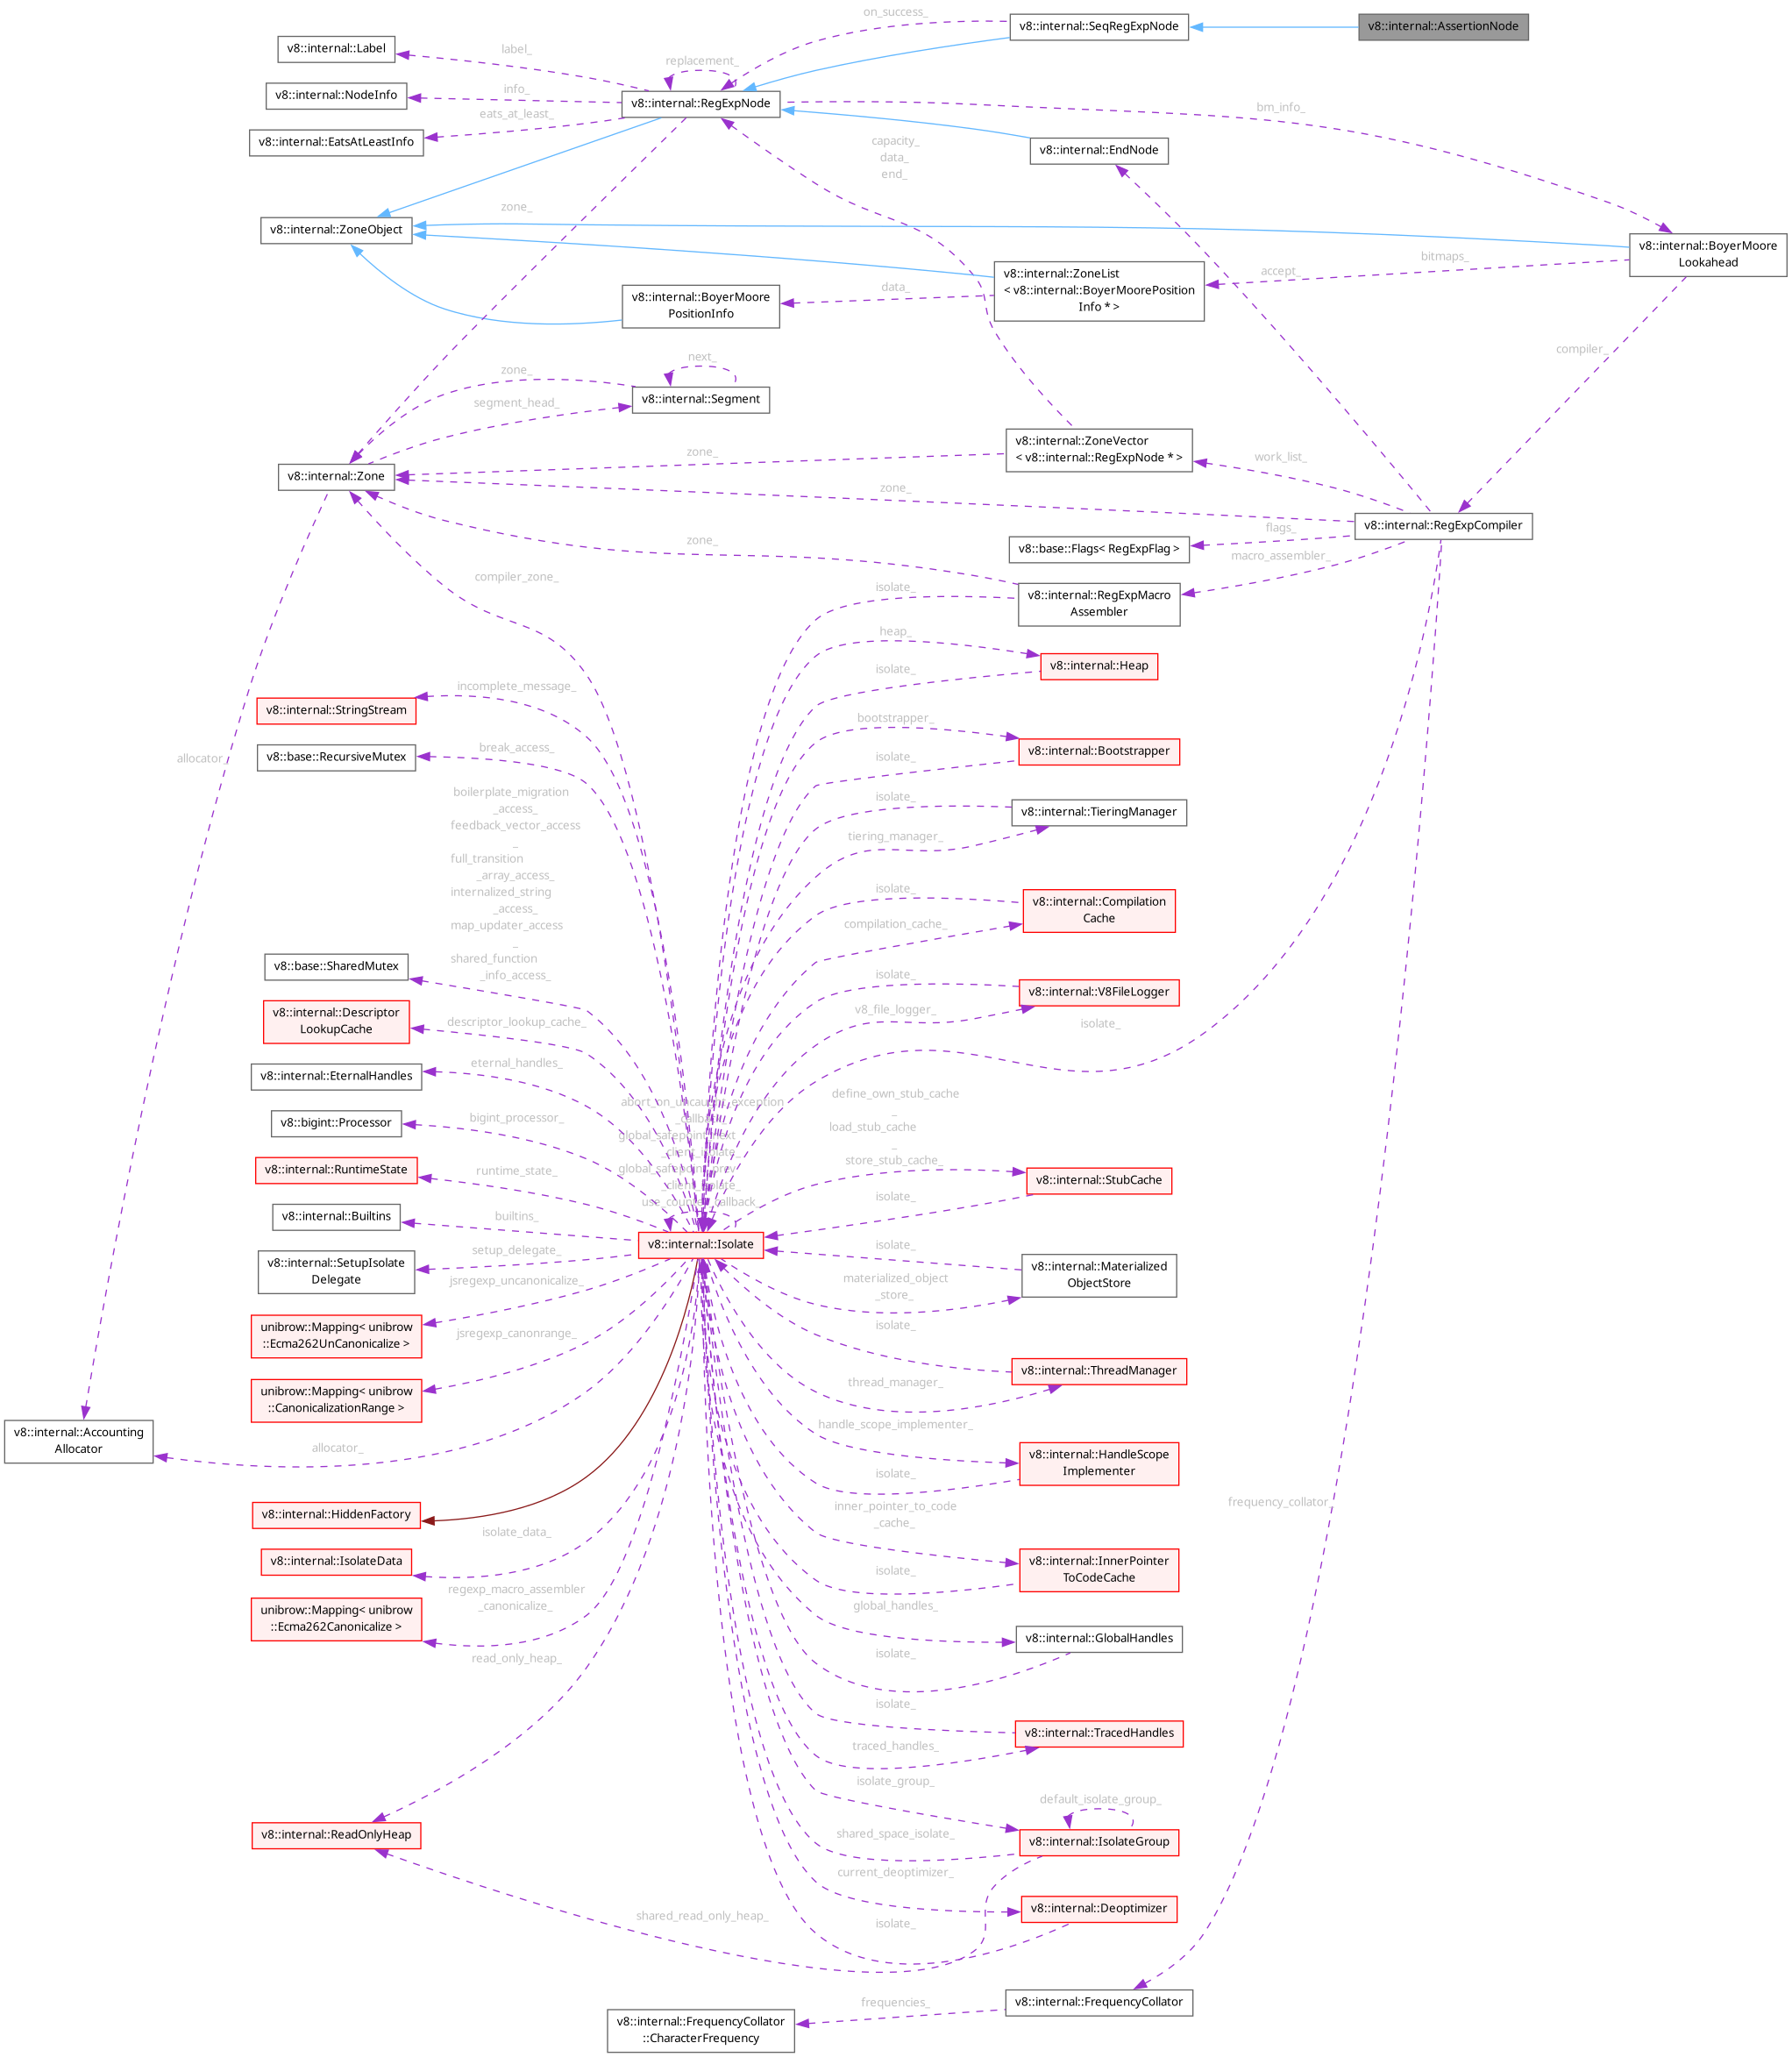 on_success_
v8::internal::SeqRegExpNode
v8::internal::AssertionNode
v8::internal::Label
label_
replacement_
v8::internal::NodeInfo
info_
v8::internal::RegExpNode
bm_info_
eats_at_least_
v8::internal::EatsAtLeastInfo
capacity_
data_
end_
v8::internal::EndNode
zone_
v8::internal::ZoneObject
v8::internal::BoyerMoore
Lookahead
bitmaps_
accept_
v8::internal::ZoneList
< v8::internal::BoyerMoorePosition
Info * >
data_
v8::internal::BoyerMoore
PositionInfo
compiler_
next_
zone_
v8::internal::Segment
segment_head_
v8::internal::ZoneVector
< v8::internal::RegExpNode * >
zone_
work_list_
v8::internal::Zone
zone_
v8::internal::RegExpCompiler
flags_
v8::base::Flags< RegExpFlag >
zone_
macro_assembler_
compiler_zone_
isolate_
v8::internal::RegExpMacro
Assembler
heap_
v8::internal::Heap
isolate_
incomplete_message_
v8::internal::StringStream
bootstrapper_
v8::internal::Bootstrapper
isolate_
break_access_
v8::base::RecursiveMutex
allocator_
boilerplate_migration
_access_
feedback_vector_access
_
full_transition
_array_access_
internalized_string
_access_
map_updater_access
_
shared_function
_info_access_
isolate_
v8::internal::TieringManager
tiering_manager_
isolate_
v8::internal::Compilation
Cache
compilation_cache_
v8::base::SharedMutex
isolate_
v8::internal::V8FileLogger
v8_file_logger_
v8::internal::Descriptor
LookupCache
descriptor_lookup_cache_
isolate_
v8::internal::EternalHandles
eternal_handles_
abort_on_uncaught_exception
_callback_
global_safepoint_next
_client_isolate_
global_safepoint_prev
_client_isolate_
use_counter_callback_
define_own_stub_cache
_
load_stub_cache
_
store_stub_cache_
v8::bigint::Processor
bigint_processor_
v8::internal::RuntimeState
runtime_state_
v8::internal::StubCache
isolate_
v8::internal::Builtins
builtins_
v8::internal::Isolate
isolate_
v8::internal::SetupIsolate
Delegate
setup_delegate_
v8::internal::Materialized
ObjectStore
materialized_object
_store_
jsregexp_uncanonicalize_
unibrow::Mapping< unibrow
::Ecma262UnCanonicalize >
isolate_
jsregexp_canonrange_
v8::internal::ThreadManager
thread_manager_
unibrow::Mapping< unibrow
::CanonicalizationRange >
v8::internal::Accounting
Allocator
allocator_
handle_scope_implementer_
v8::internal::HandleScope
Implementer
isolate_
v8::internal::HiddenFactory
inner_pointer_to_code
_cache_
frequency_collator_
isolate_data_
v8::internal::IsolateData
v8::internal::InnerPointer
ToCodeCache
isolate_
regexp_macro_assembler
_canonicalize_
unibrow::Mapping< unibrow
::Ecma262Canonicalize >
global_handles_
v8::internal::GlobalHandles
isolate_
read_only_heap_
isolate_
v8::internal::TracedHandles
traced_handles_
isolate_group_
default_isolate_group_
v8::internal::ReadOnlyHeap
v8::internal::IsolateGroup
shared_space_isolate_
current_deoptimizer_
v8::internal::Deoptimizer
shared_read_only_heap_
isolate_
v8::internal::FrequencyCollator
frequencies_
v8::internal::FrequencyCollator
::CharacterFrequency